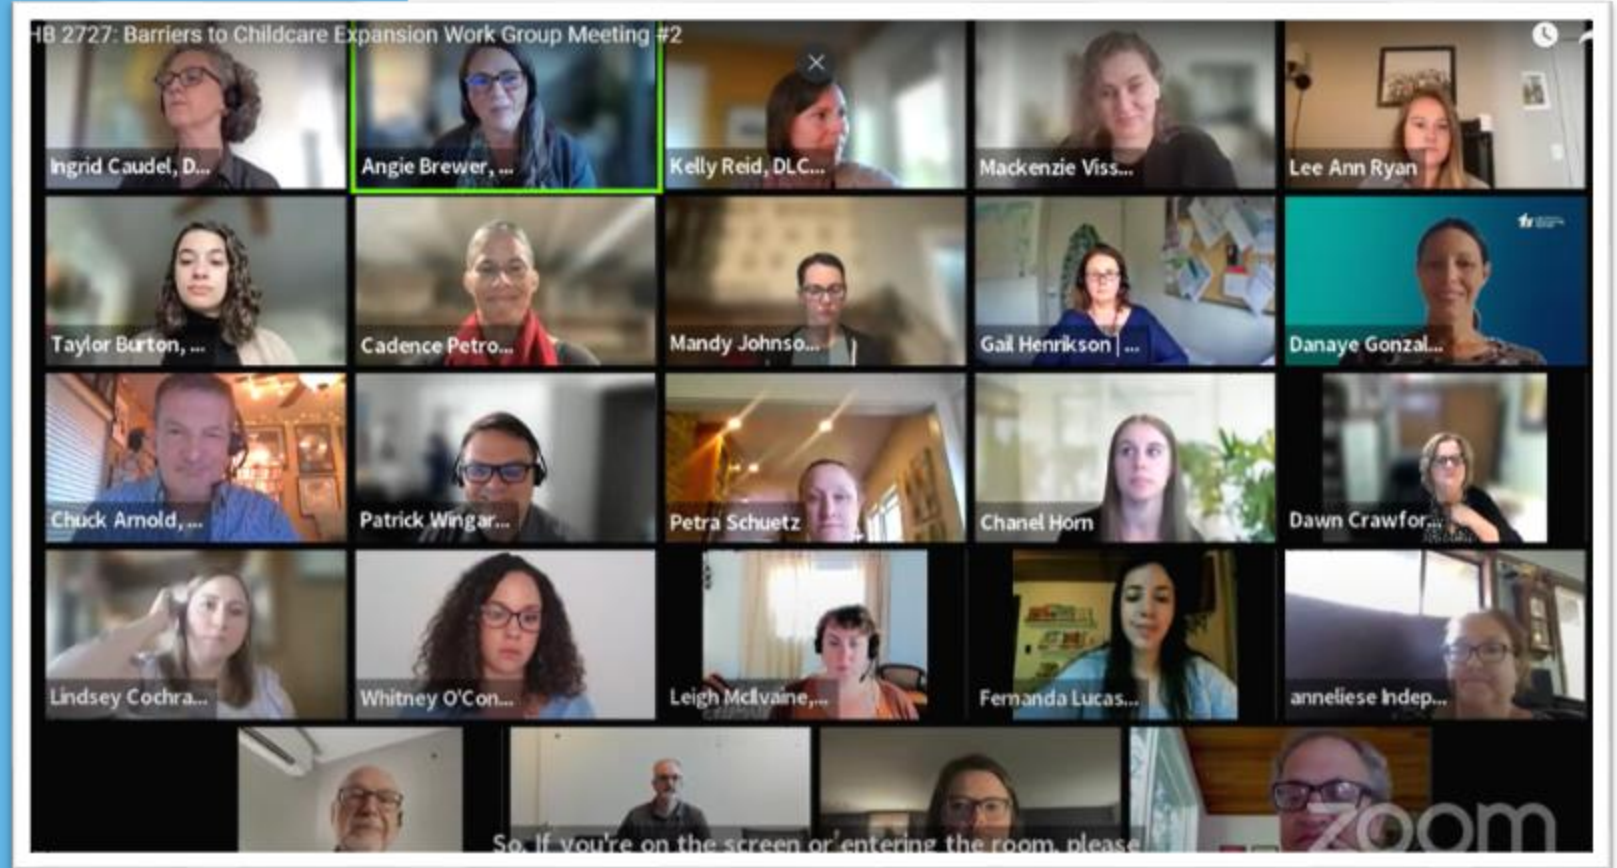 HB 2727: Barriers to Childcare Expansion Work Group Meeting #2
Ingrid Caudel, D...
Angie Brewer, ...
Kelly Reid, DLC...
Mackenzie Viss...
Lee Ann Ryan
Taylor Burton, ...
Cadence Petro...
Mandy Johnso...
Gail Henrikson | ...
Danaye Gonzal...
Chuck Arnold, ...
Patrick Wingar...
Petra Schuetz
Chanel Horn
Dawn Crawfor...
Lindsey Cochra...
Whitney O'Con...
Leigh McIlvaine,...
Fernanda Lucas...
anneliese Indep...
So, If you're on the screen or entering the room, please
zoom